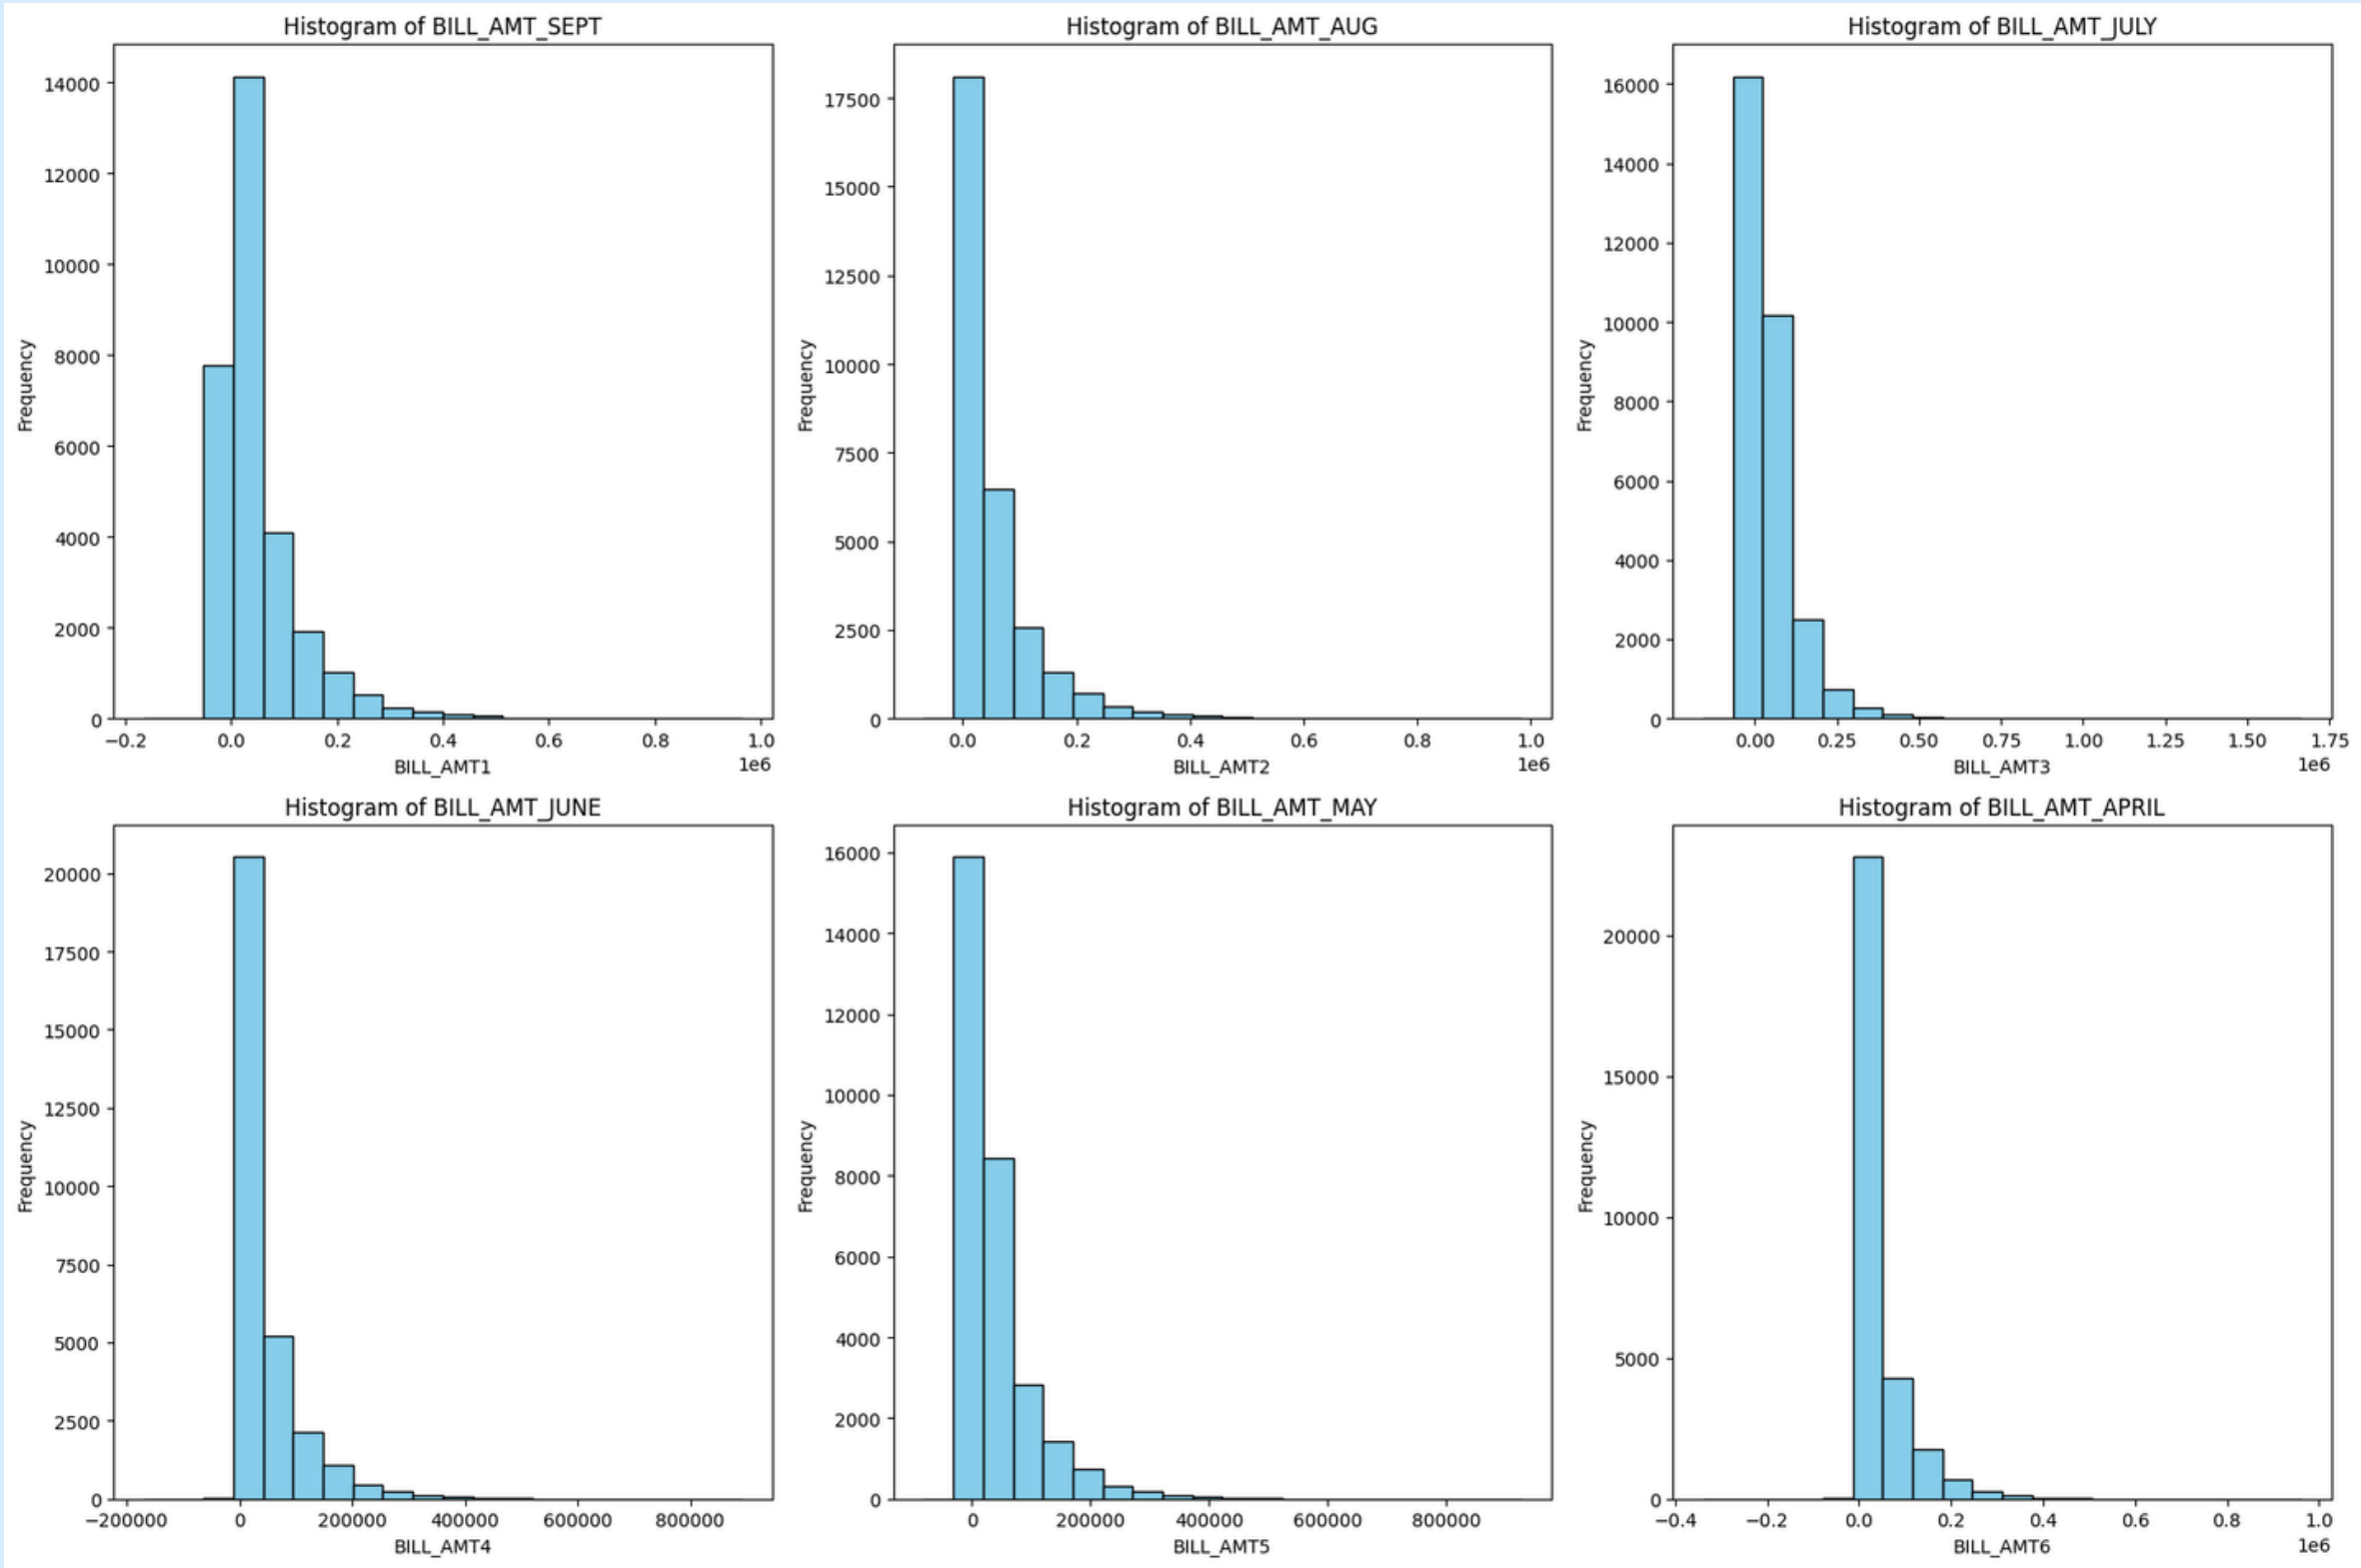 Histogram of BILL_AMT_SEPT
14000
12000
10000
8000
6000
4000
2000
0
Frequency
−0.2 0.0 0.2 0.4 0.6 0.8 1.0
1e6
BILL_AMT1
Histogram of BILL_AMT_AUG
17500
15000
12500
10000
7500
5000
2500
0
Frequency
0.0 0.2 0.4 0.6 0.8 1.0
1e6
BILL_AMT2
Histogram of BILL_AMT_JULY
16000
14000
12000
10000
8000
6000
4000
2000
0
Frequency
0.00 0.25 0.50 0.75 1.00 1.25 1.50 1.75
1e6
BILL_AMT3
Histogram of BILL_AMT_JUNE
20000
17500
15000
12500
10000
7500
5000
2500
0
Frequency
−200000 0 200000 400000 600000 800000
BILL_AMT4
Histogram of BILL_AMT_MAY
16000
14000
12000
10000
8000
6000
4000
2000
0
Frequency
0 200000 400000 600000 800000
BILL_AMT5
Histogram of BILL_AMT_APRIL
20000
15000
10000
5000
0
Frequency
−0.4 −0.2 0.0 0.2 0.4 0.6 0.8 1.0
1e6
BILL_AMT6